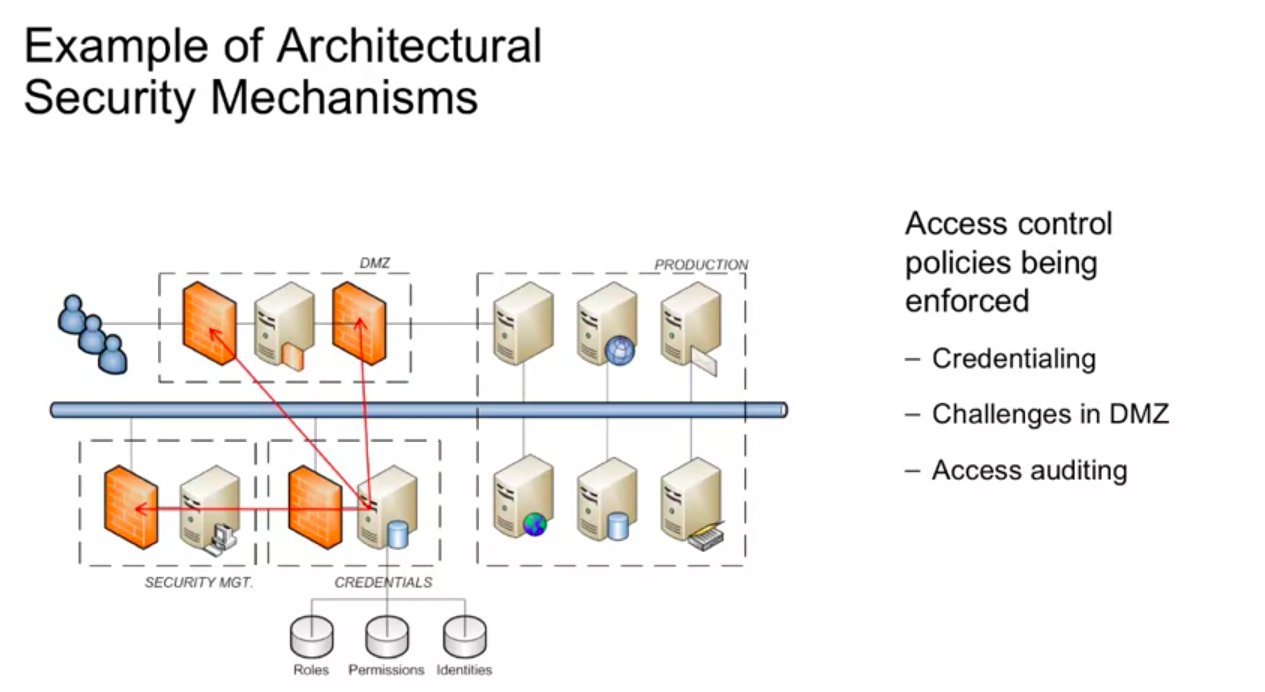 Example of Architectural
Security Mechanisms
DMZ
PRODUCTION
SECURITY MGT.
CREDENTIALS
Roles
Permissions
Identities
Access control
policies being
enforced
– Credentialing
– Challenges in DMZ
– Access auditing